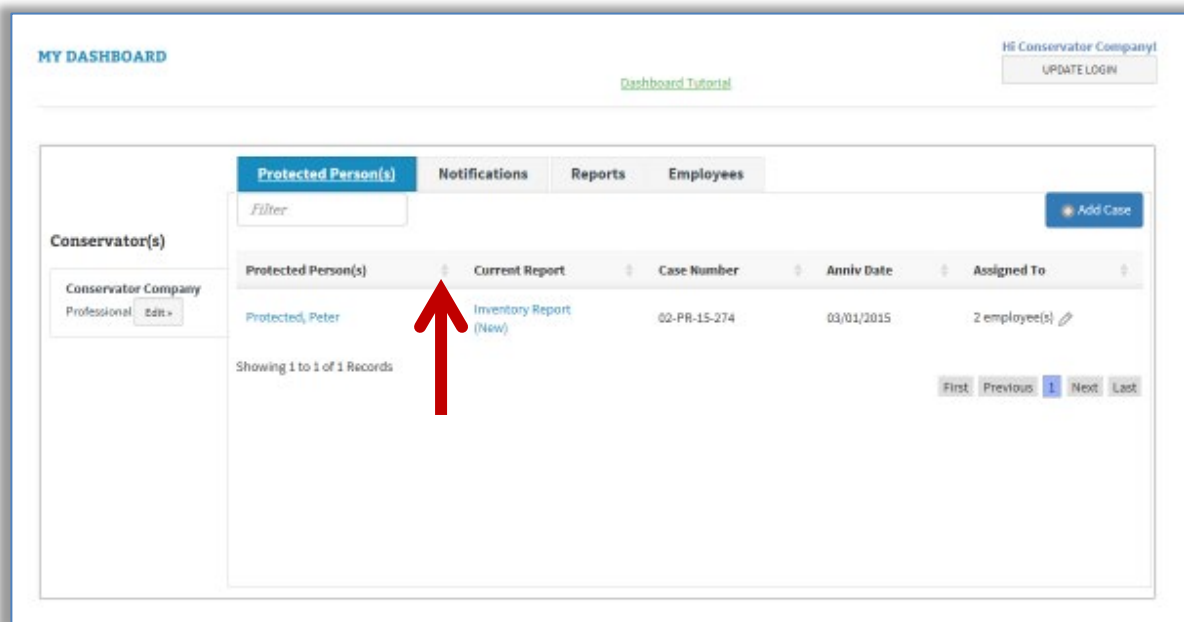 MY DASHBOARD
Hi Conservator Company!
UPDATE LOGIN
Dashboard Tutorial
Protected Person(s)
Notifications
Reports
Employees
Filter
Add Case
Conservator(s)
Conservator Company
Professional Edit »
Protected Person(s)
Current Report
Case Number
Anniv Date
Assigned To
Protected, Peter
Inventory Report
(New)
02-PR-15-274
03/01/2015
2 employee(s)
Showing 1 to 1 of 1 Records
First Previous 1 Next Last